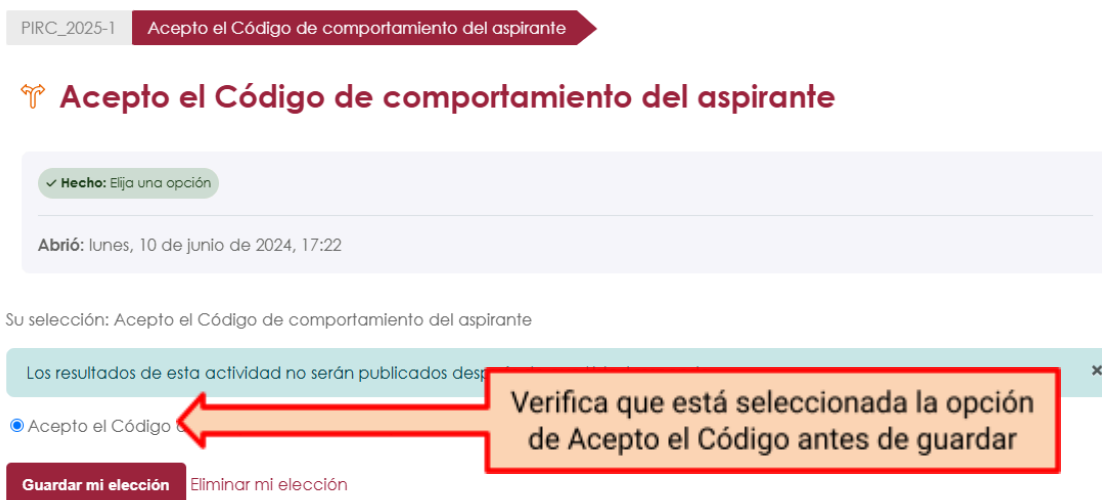 PIRC_2025-1 Acepto el Código de comportamiento del aspirante
Acepto el Código de comportamiento del aspirante
Hecho: Elija una opción
Abrió: lunes, 10 de junio de 2024, 17:22
Su selección: Acepto el Código de comportamiento del aspirante
Los resultados de esta actividad no serán publicados
Verifica que está seleccionada la opción
de Acepto el Código antes de guardar
Acepto el Código
Guardar mi elección Eliminar mi elección